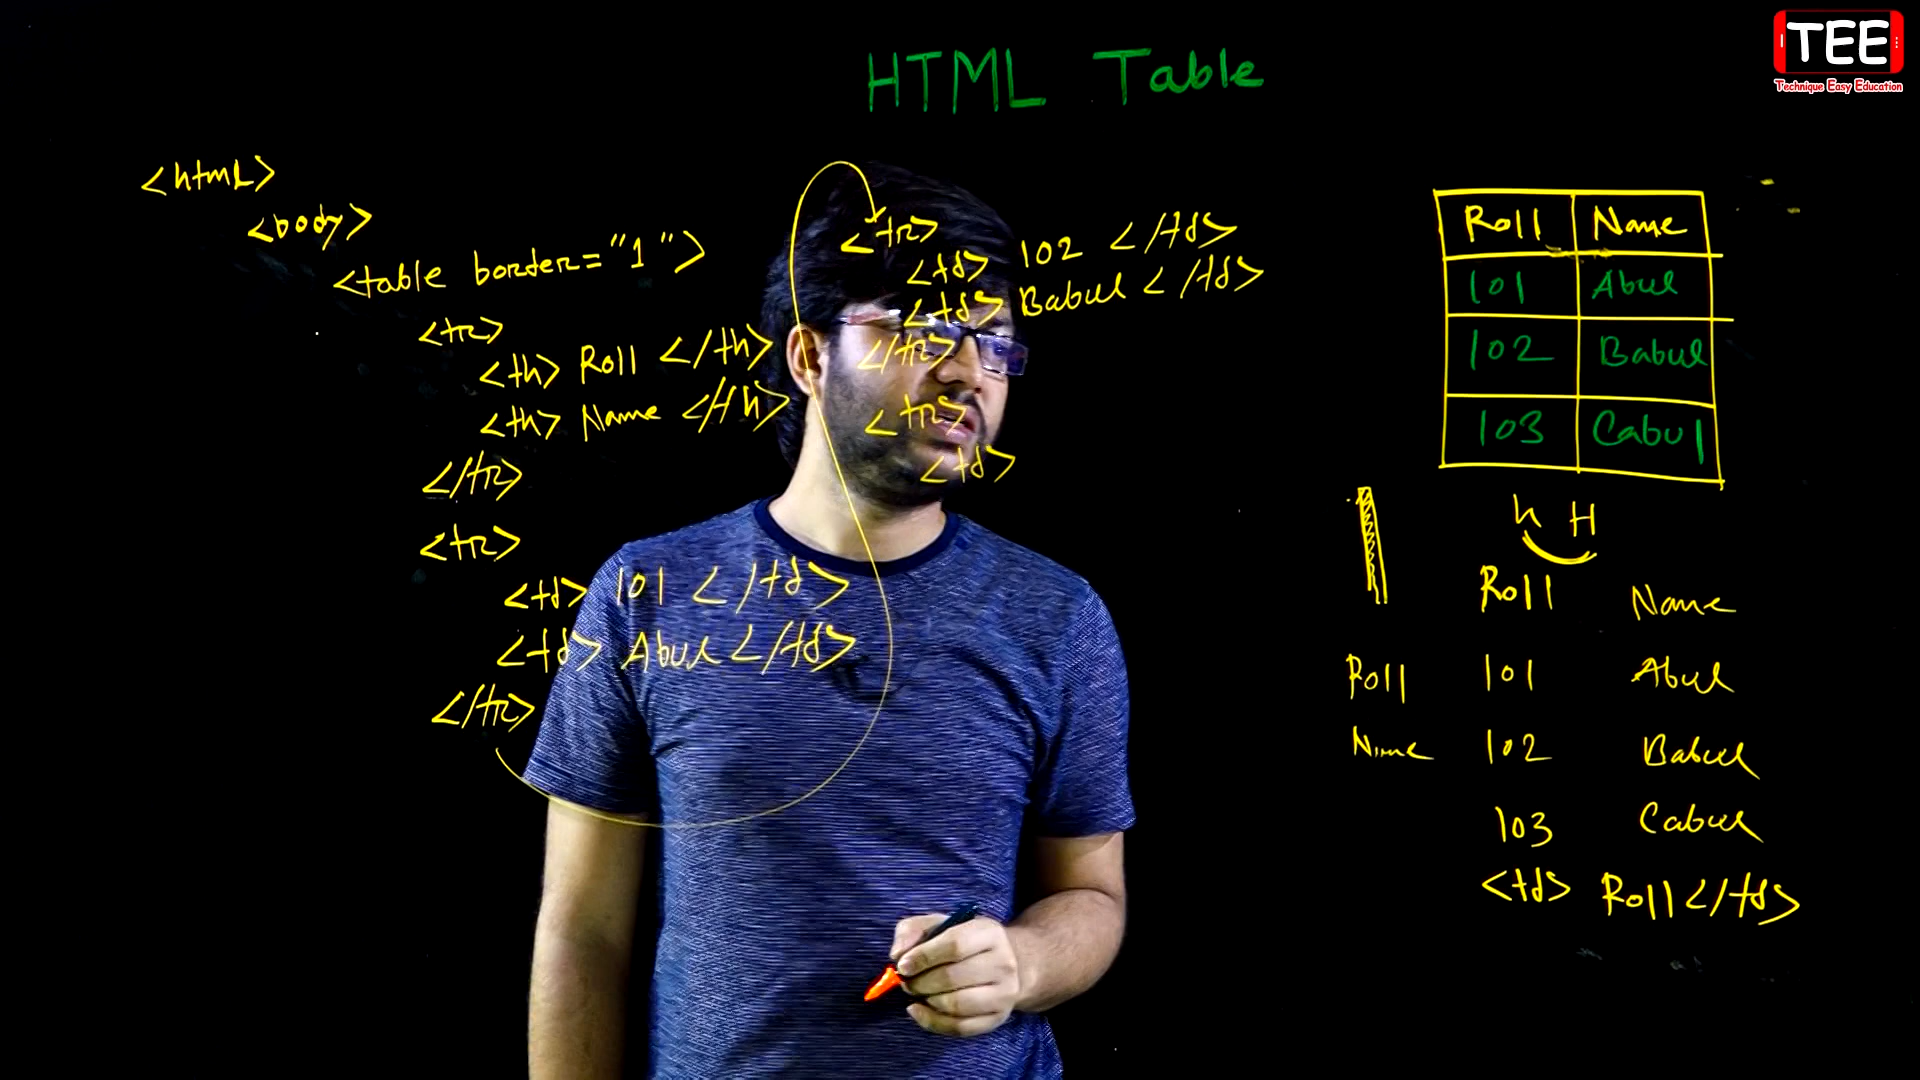 TEE
Technique Easy Education
HTML Table
<html>
<body>
<table border="1">
<tr>
<th> Roll </th>
<th> Name </th>
</tr>
<tr>
<td> 101 </td>
<td> Abul </td>
</tr>
<tr>
<td> 102 </td>
<td> Babul </td>
</tr>
<tr>
<td>
Roll Name
101 Abul
102 Babul
103 Cabul
h H
Roll Name
Roll 101 Abul
Name 102 Babul
103 Cabul
<td> Roll </td>